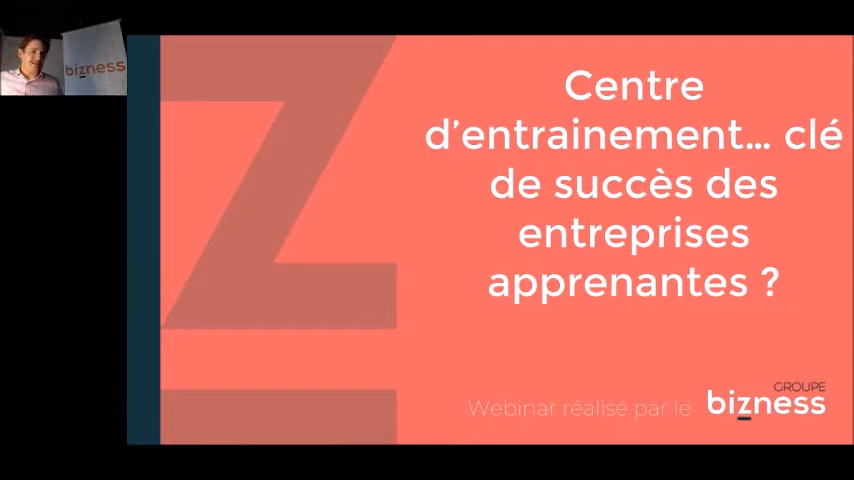 bizness
Centre
d’entrainement... clé
de succès des
entreprises
apprenantes ?
Webinar réalisé par le
GROUPE
bizness